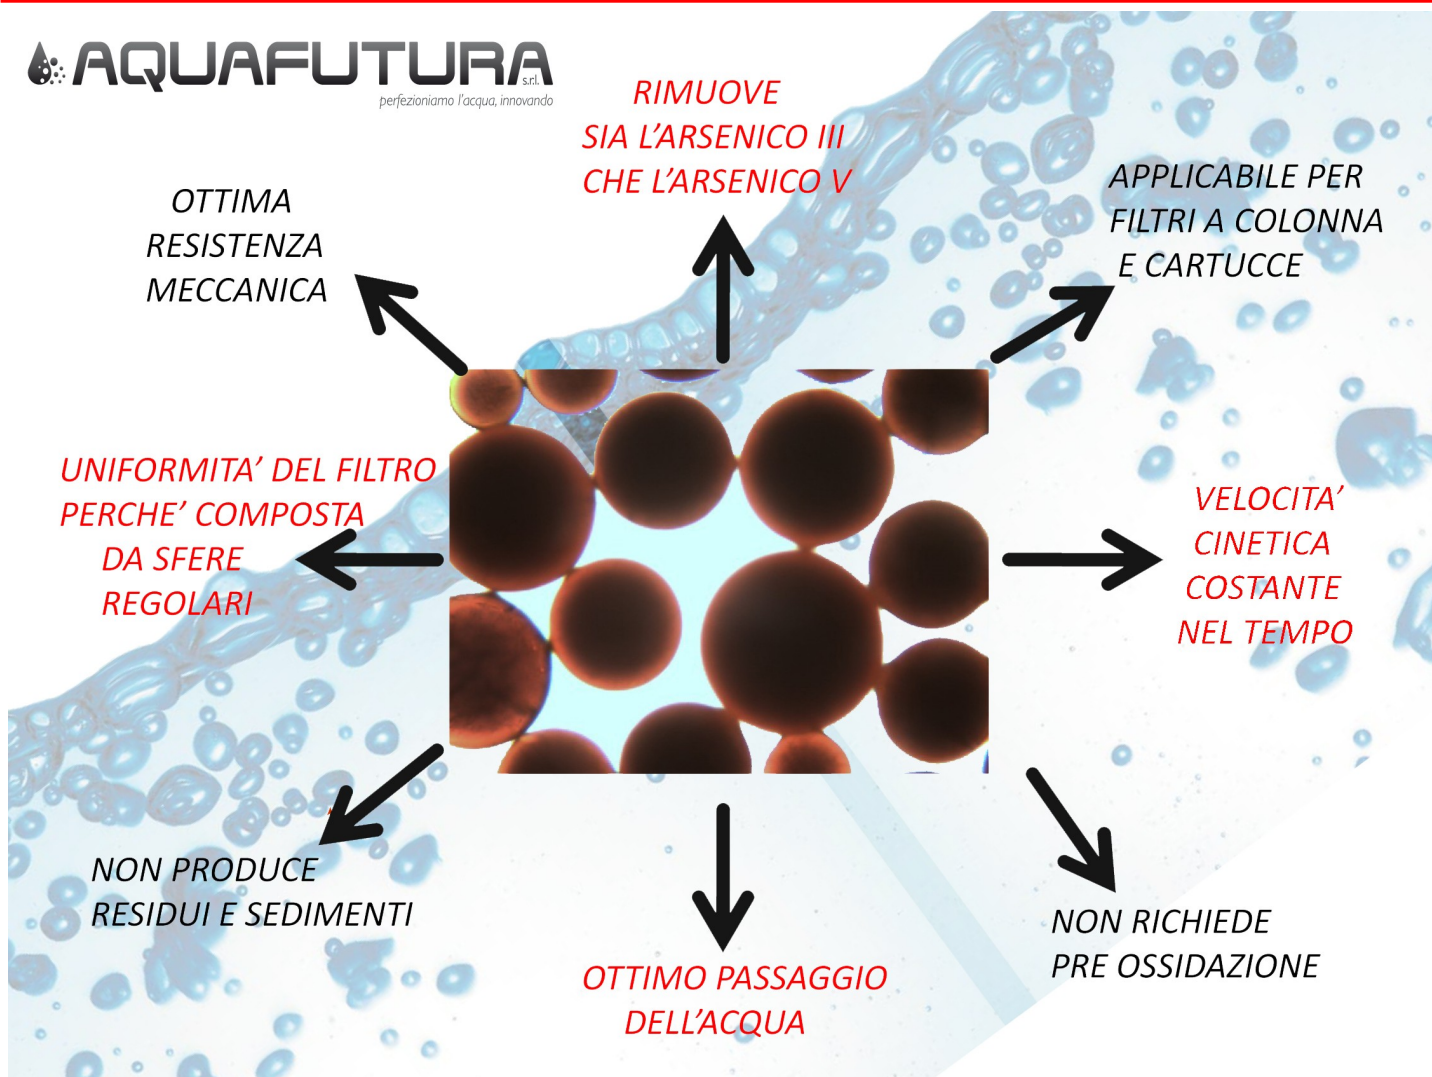 AQUAFUTURA
s.r.l.
perfezioniamo l'acqua, innovando
RIMUOVE
SIA L'ARSENICO III
CHE L'ARSENICO V
OTTIMA
RESISTENZA
MECCANICA
APPLICABILE PER
FILTRI A COLONNA
E CARTUCCE
UNIFORMITA' DEL FILTRO
PERCHE' COMPOSTA
DA SFERE
REGOLARI
VELOCITA'
CINETICA
COSTANTE
NEL TEMPO
NON PRODUCE
RESIDUI E SEDIMENTI
OTTIMO PASSAGGIO
DELL'ACQUA
NON RICHIEDE
PRE OSSIDAZIONE